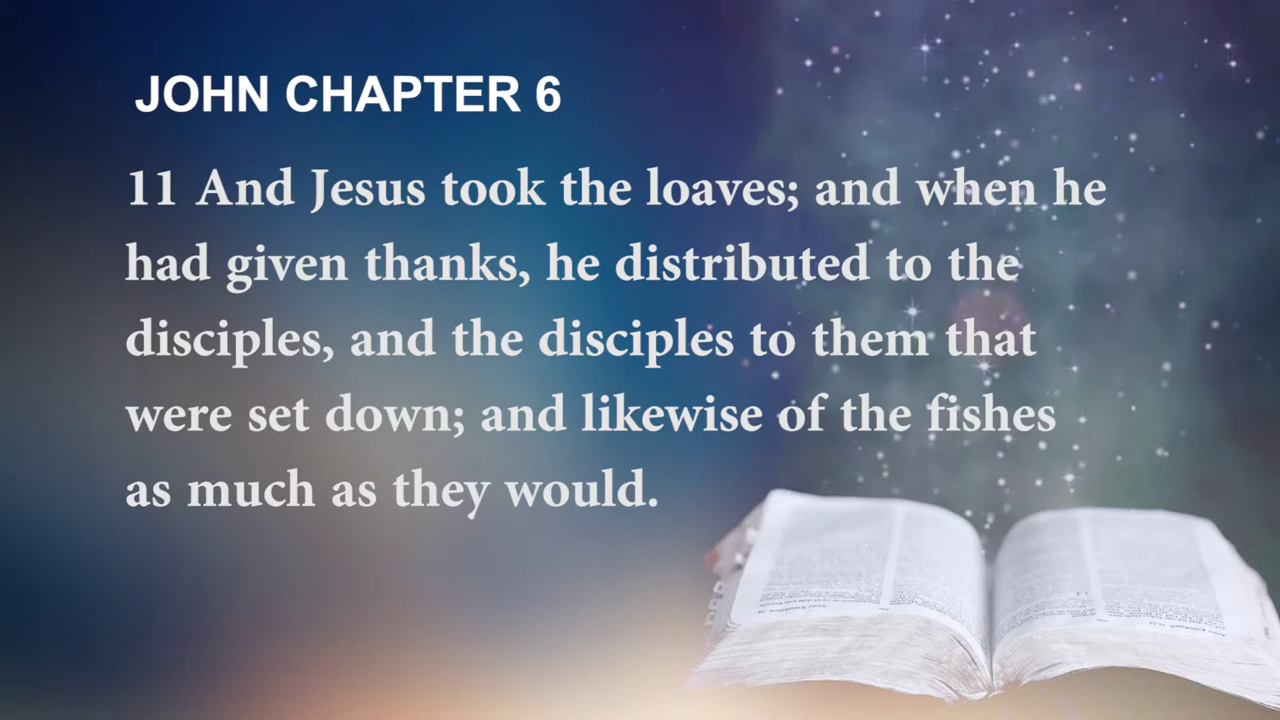 JOHN CHAPTER 6
11 And Jesus took the loaves; and when he
had given thanks, he distributed to the
disciples, and the disciples to them that
were set down; and likewise of the fishes
as much as they would.